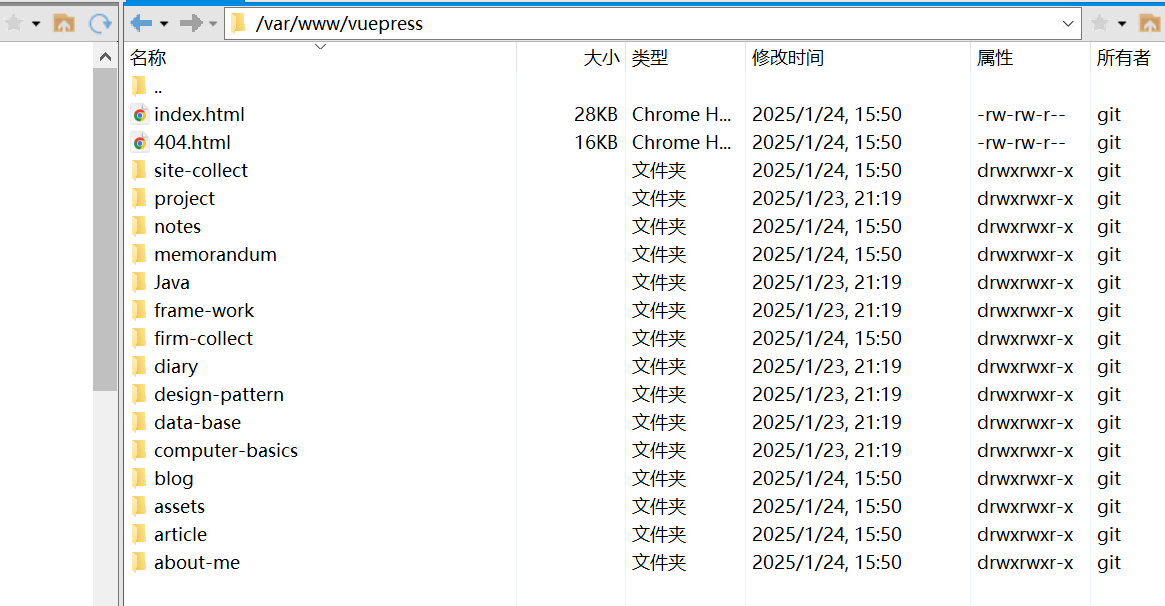 /var/www/vuepress
名称 大小 类型 修改时间 属性 所有者
..
index.html 28KB Chrome H... 2025/1/24, 15:50 -rw-rw-r-- git
404.html 16KB Chrome H... 2025/1/24, 15:50 -rw-rw-r-- git
site-collect 文件夹 2025/1/24, 15:50 drwxrwxr-x git
project 文件夹 2025/1/23, 21:19 drwxrwxr-x git
notes 文件夹 2025/1/24, 15:50 drwxrwxr-x git
memorandum 文件夹 2025/1/24, 15:50 drwxrwxr-x git
Java 文件夹 2025/1/23, 21:19 drwxrwxr-x git
frame-work 文件夹 2025/1/23, 21:19 drwxrwxr-x git
firm-collect 文件夹 2025/1/24, 15:50 drwxrwxr-x git
diary 文件夹 2025/1/23, 21:19 drwxrwxr-x git
design-pattern 文件夹 2025/1/23, 21:19 drwxrwxr-x git
data-base 文件夹 2025/1/23, 21:19 drwxrwxr-x git
computer-basics 文件夹 2025/1/23, 21:19 drwxrwxr-x git
blog 文件夹 2025/1/24, 15:50 drwxrwxr-x git
assets 文件夹 2025/1/24, 15:50 drwxrwxr-x git
article 文件夹 2025/1/24, 15:50 drwxrwxr-x git
about-me 文件夹 2025/1/24, 15:50 drwxrwxr-x git